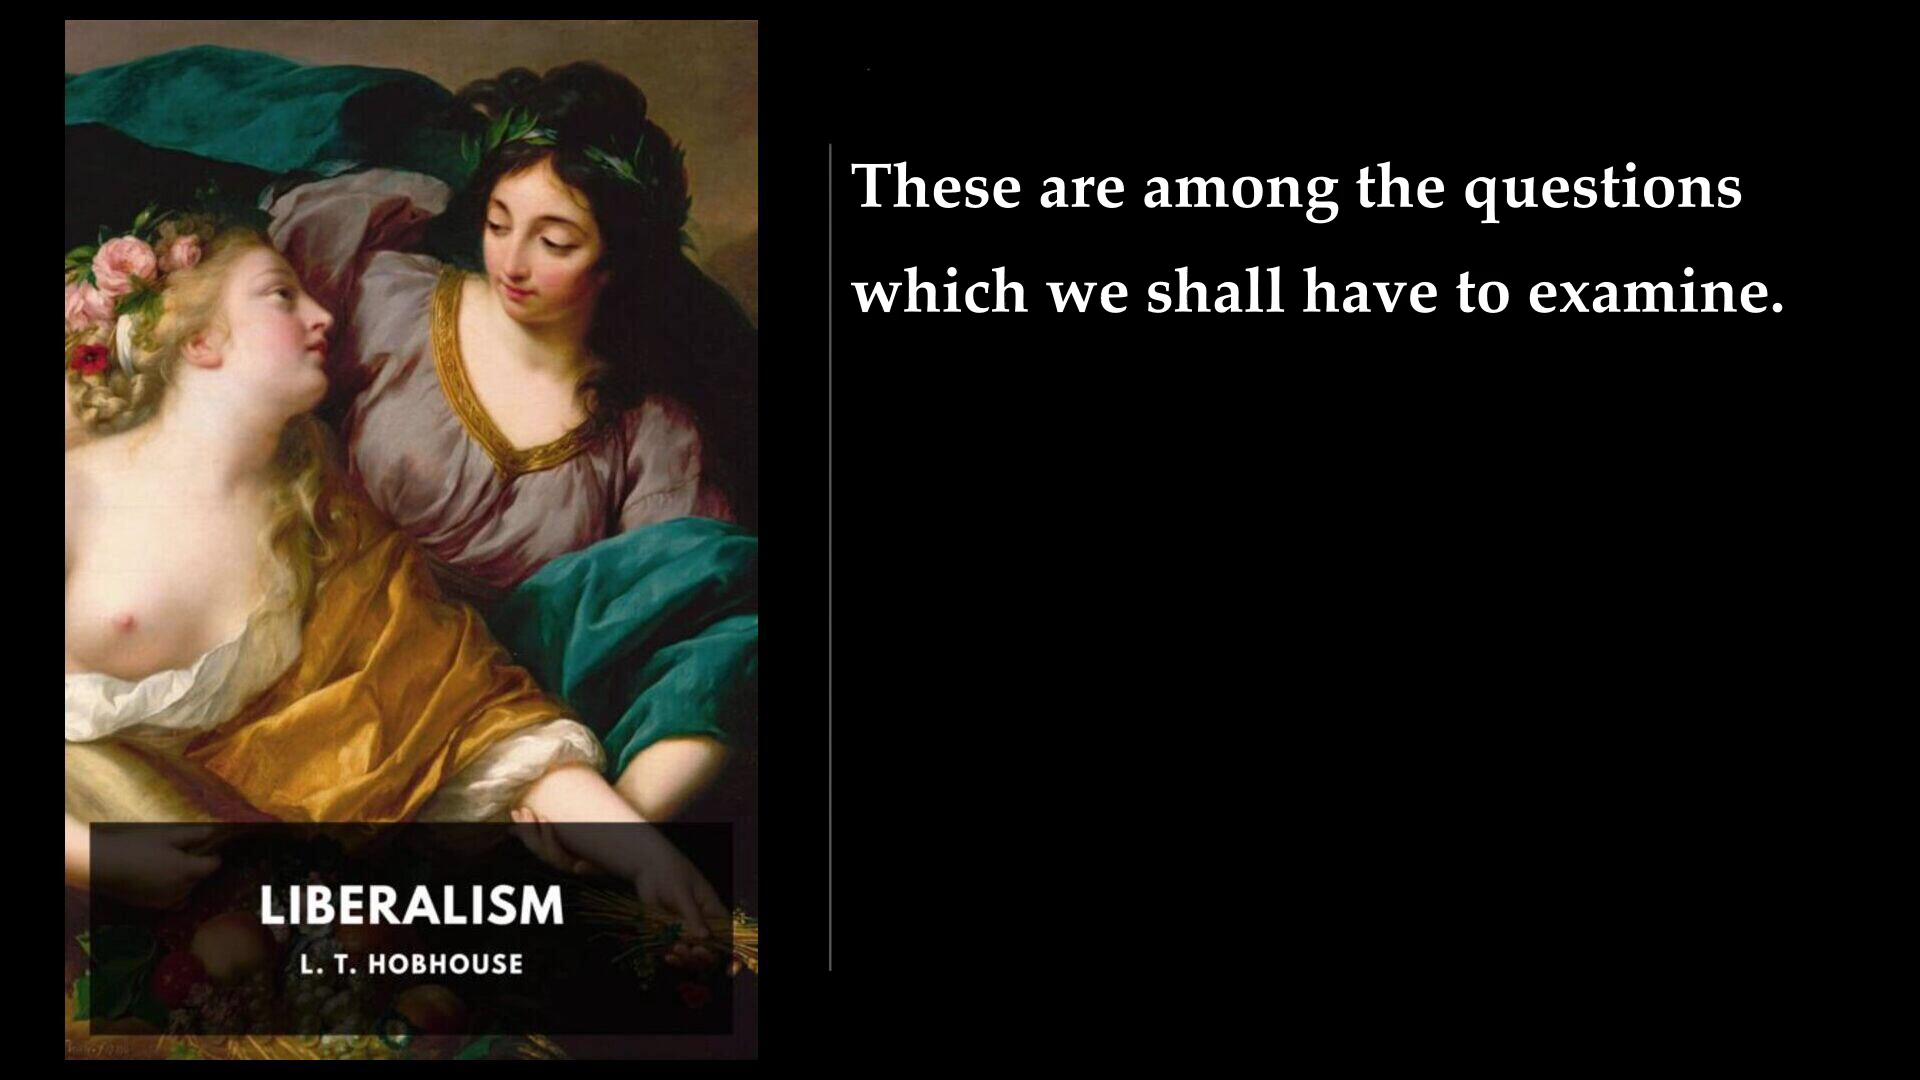 These are among the questions
which we shall have to examine.
LIBERALISM
L. T. HOBHOUSE